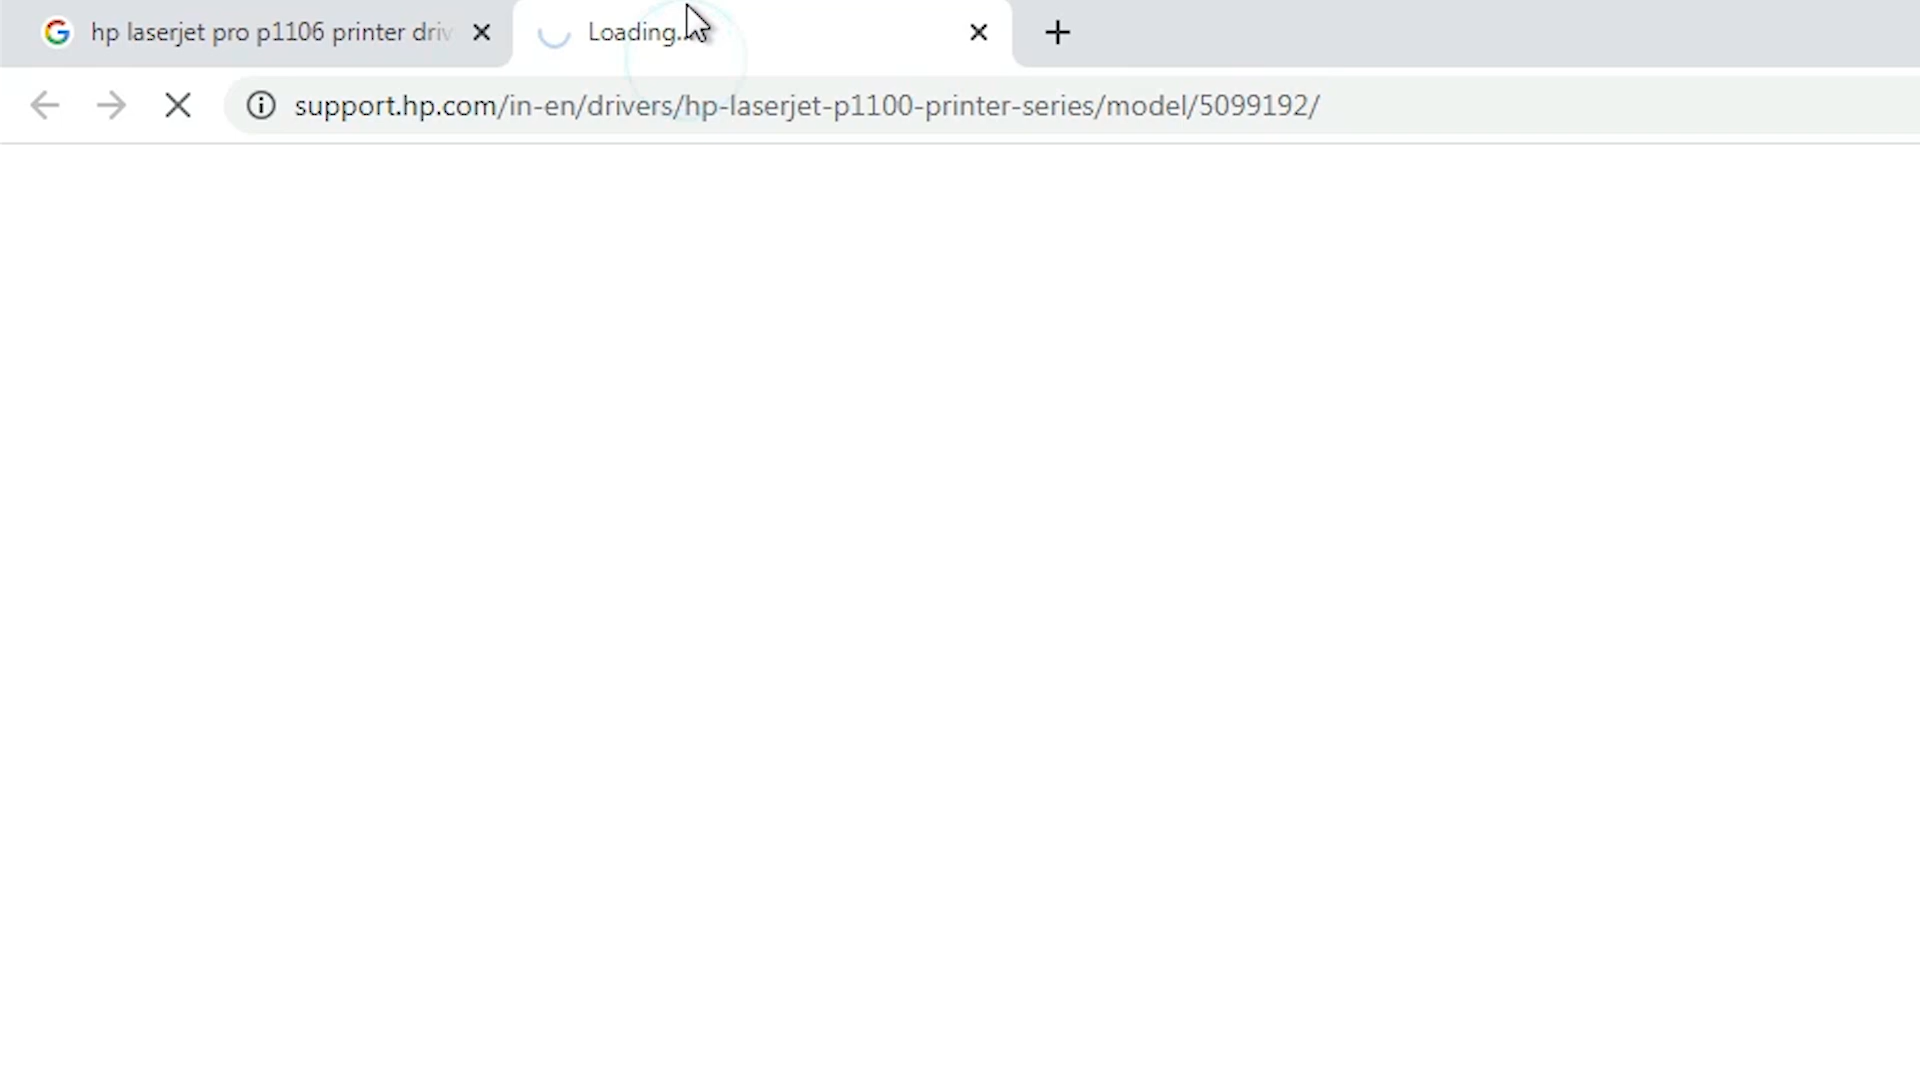 hp laserjet pro p1106 printer driv
Loading...
support.hp.com/in-en/drivers/hp-laserjet-p1100-printer-series/model/5099192/